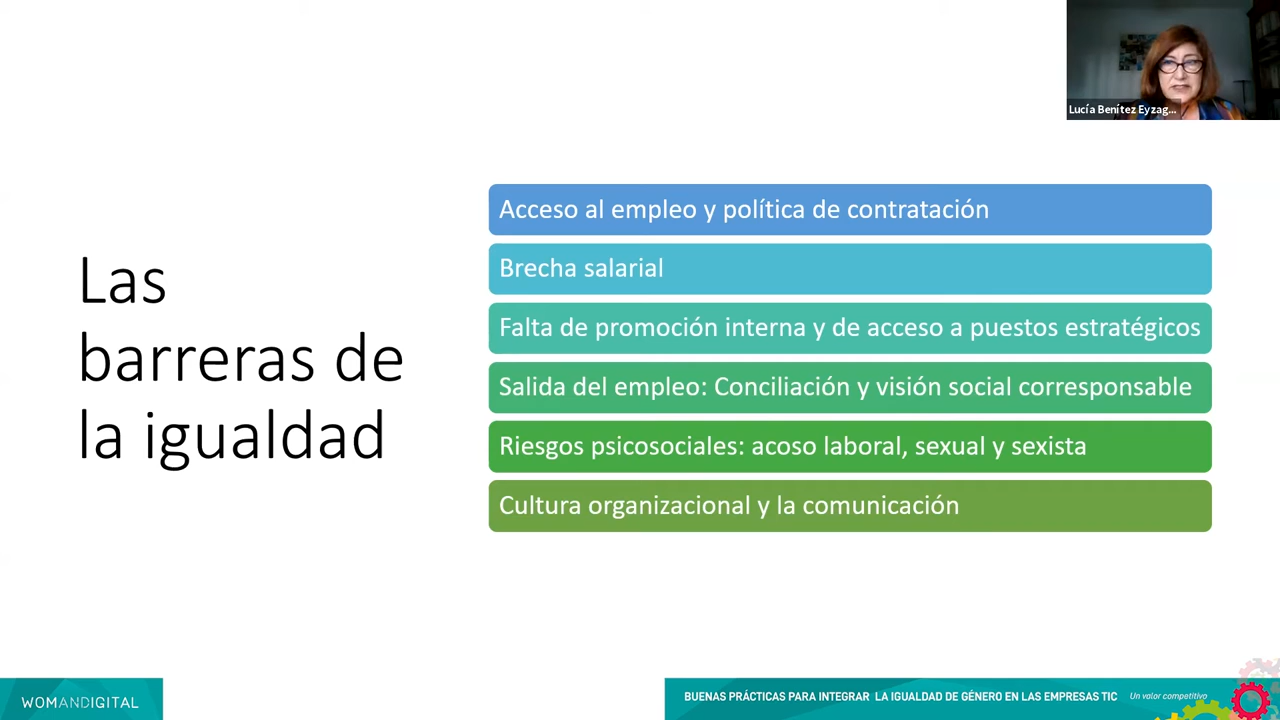 Lucía Benítez Eyzag...
Las
barreras de
la igualdad
Acceso al empleo y política de contratación
Brecha salarial
Falta de promoción interna y de acceso a puestos estratégicos
Salida del empleo: Conciliación y visión social corresponsable
Riesgos psicosociales: acoso laboral, sexual y sexista
Cultura organizacional y la comunicación
WOMANDIGITAL
BUENAS PRÁCTICAS PARA INTEGRAR LA IGUALDAD DE GÉNERO EN LAS EMPRESAS TIC Un valor competitivo